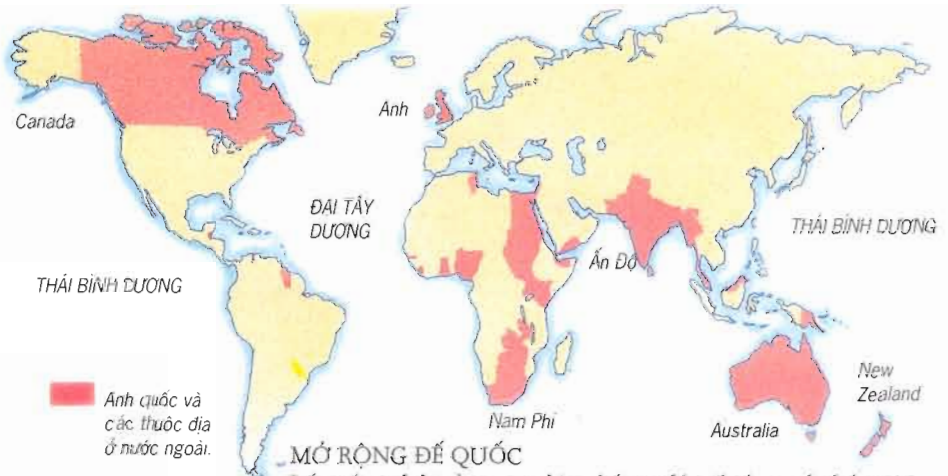 Canada
Anh
ĐẠI TÂY
DƯƠNG
THÁI BÌNH DƯƠNG
Ấn Độ
THÁI BÌNH DƯƠNG
Anh quốc và
các thuộc địa
ở nước ngoài.
Nam Phi
Australia
New
Zealand
MỞ RỘNG ĐẾ QUỐC